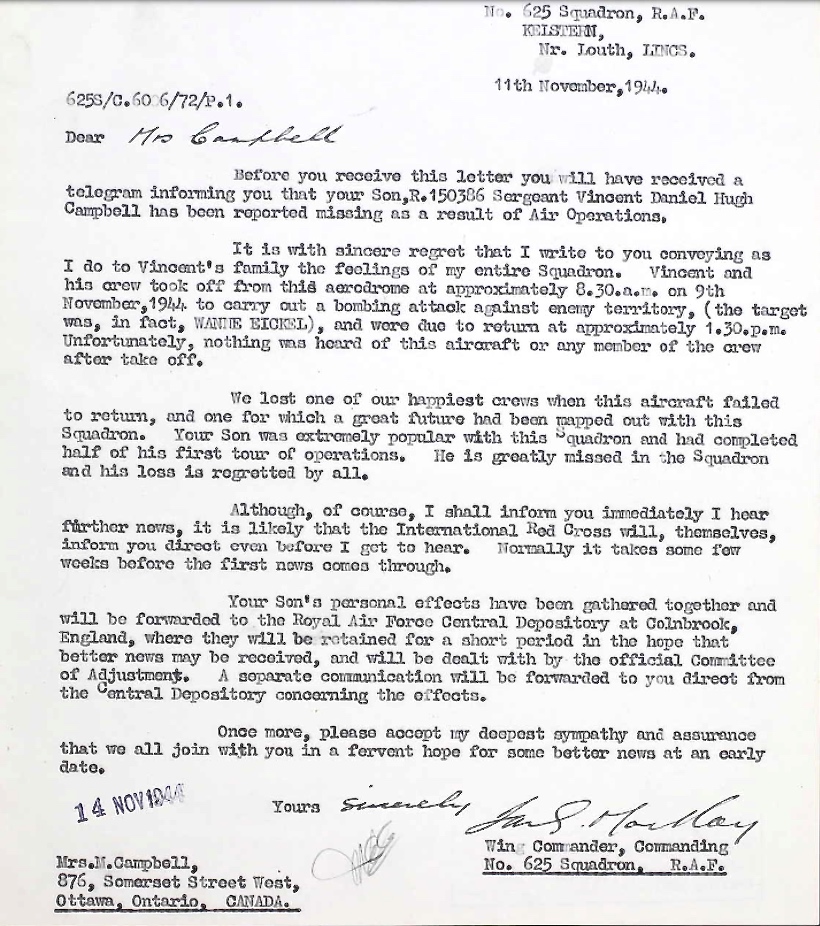 No. 625 Squadron, R.A.F.
KELSTERN,
Nr. Louth, LINCS.
11th November,1944.
625S/C.6006/72/P.1.
Dear Mrs Campbell
Before you receive this letter you will have received a
telegram informing you that your Son,R.150386 Sergeant Vincent Daniel Hugh
Campbell has been reported missing as a result of Air Operations.
It is with sincere regret that I write to you conveying as
I do to Vincent's family the feelings of my entire Squadron. Vincent and
his crew took off from this aerodrome at approximately 8.30.a.m. on 9th
November,1944 to carry out a bombing attack against enemy territory, (the target
was, in fact, WANNE EICKEL), and were due to return at approximately 1.30.p.m.
Unfortunately, nothing was heard of this aircraft or any member of the crew
after take off.
We lost one of our happiest crews when this aircraft failed
to return, and one for which a great future had been mapped out with this
Squadron. Your Son was extremely popular with this Squadron and had completed
half of his first tour of operations. He is greatly missed in the Squadron
and his loss is regretted by all.
Although, of course, I shall inform you immediately I hear
further news, it is likely that the International Red Cross will, themselves,
inform you direct even before I get to hear. Normally it takes some few
weeks before the first news comes through.
Your Son's personal effects have been gathered together and
will be forwarded to the Royal Air Force Central Depository at Colnbrook,
England, where they will be retained for a short period in the hope that
better news may be received, and will be dealt with by the official Committee
of Adjustment. A separate communication will be forwarded to you direct from
the Central Depository concerning the effects.
Once more, please accept my deepest sympathy and assurance
that we all join with you in a fervent hope for some better news at an early
date.
14 NOV 1944
Yours sincerely
Wing Commander, Commanding
No. 625 Squadron, R.A.F.
Mrs.M.Campbell,
876, Somerset Street West,
Ottawa, Ontario, CANADA.